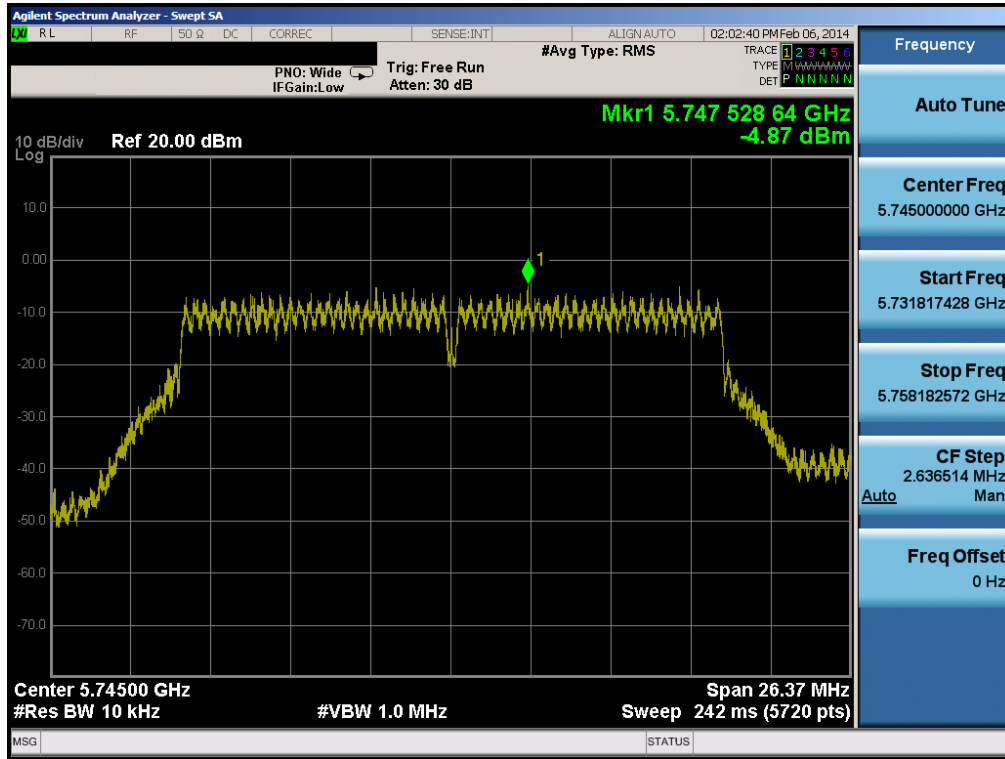 Agilent Spectrum Analyzer - Swept SA
LXI RL RF 50 Ω DC CORREC SENSE:INT ALIGN AUTO 02:02:40 PM Feb 06, 2014
Frequency
#Avg Type: RMS
TRACE 1 2 3 4 5 6
PNO: Wide Trig: Free Run
TYPE M WWWWW
IFGain:Low Atten: 30 dB
DET P N N N N N
Auto Tune
Mkr1 5.747 528 64 GHz
-4.87 dBm
10 dB/div Ref 20.00 dBm
Log
Center Freq
5.745000000 GHz
10.0
0.00
1
Start Freq
5.731817428 GHz
-10.0
-20.0
Stop Freq
5.758182572 GHz
-30.0
-40.0
CF Step
2.636514 MHz
Auto Man
-50.0
Freq Offset
0 Hz
-60.0
-70.0
Center 5.74500 GHz Span 26.37 MHz
#Res BW 10 kHz #VBW 1.0 MHz Sweep 242 ms (5720 pts)
MSG STATUS